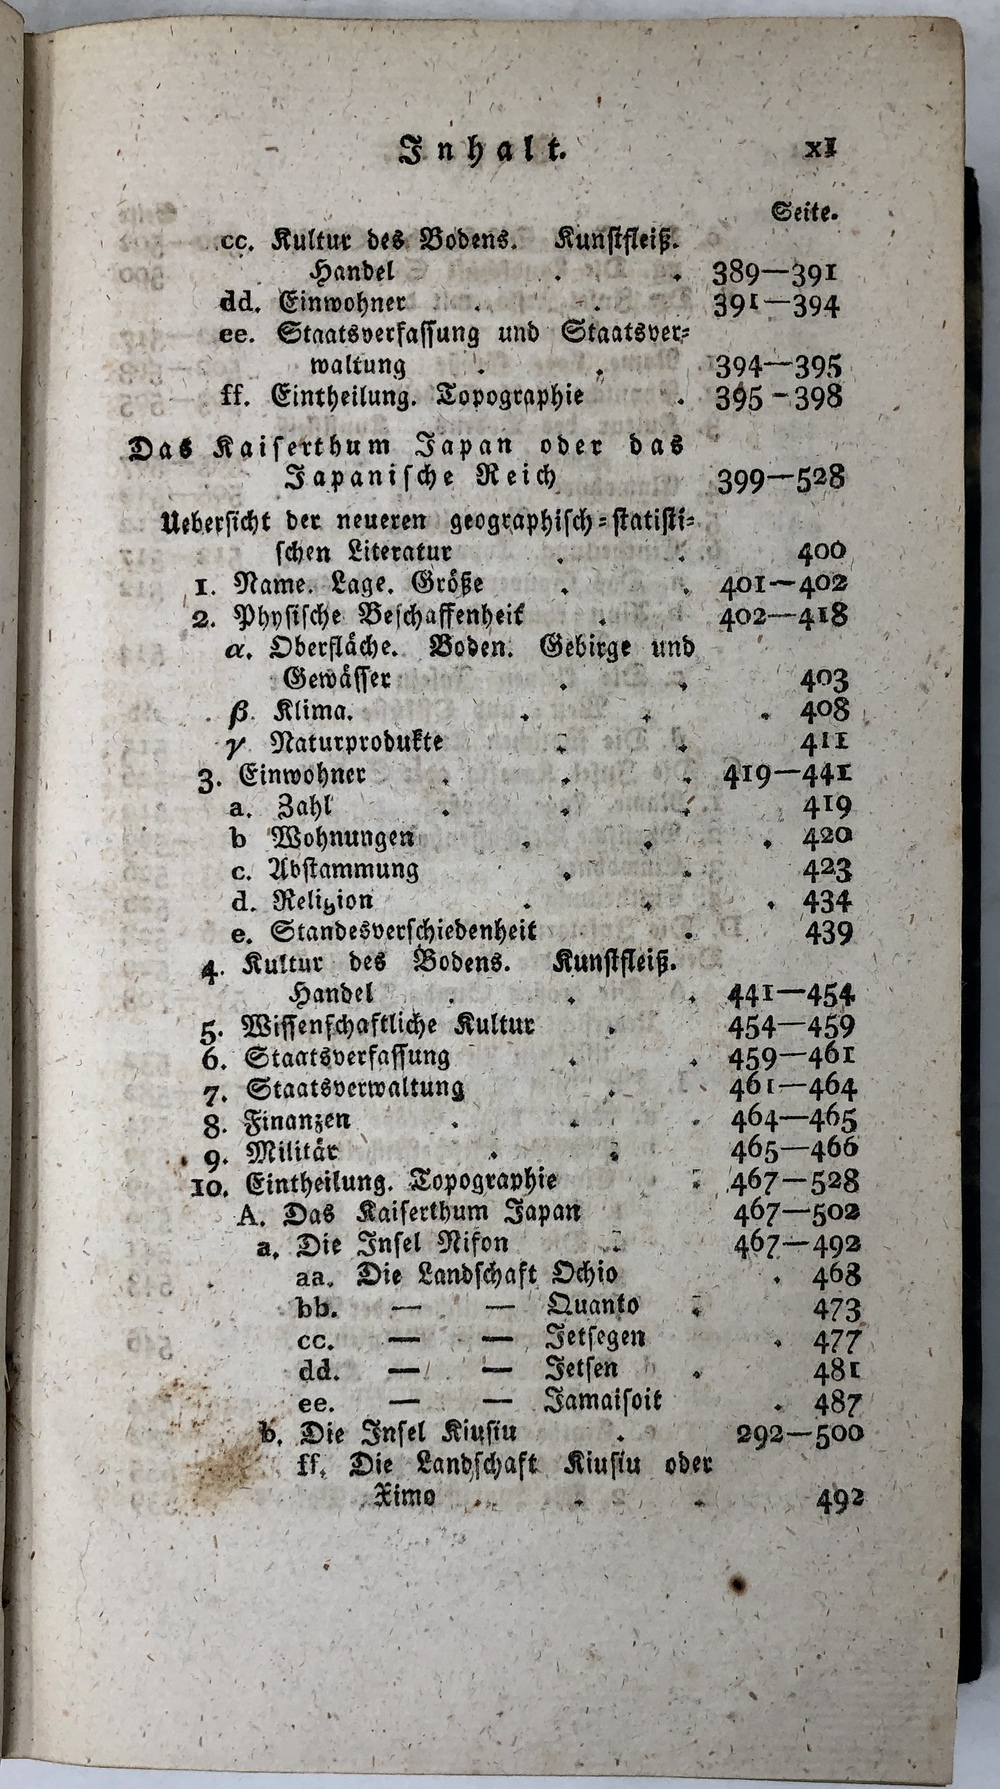 Inhalt. XI
Seite.
cc. Kultur des Bodens. Kunstfleiß.
Handel . . 389—391
dd. Einwohner . . 391—394
ee. Staatsverfassung und Staatsver-
waltung . . 394—395
ff. Eintheilung. Topographie . 395-398
Das Kaiserthum Japan oder das
Japanische Reich 399—528
Uebersicht der neueren geographisch-statisti-
schen Literatur . . 400
1. Name. Lage. Größe . . 401—402
2. Physische Beschaffenheit . 402—418
α. Oberfläche. Boden. Gebirge und
Gewässer . . 403
β. Klima. . . . 408
γ Naturprodukte . . 411
3. Einwohner . . . 419—441
a. Zahl . . . 419
b Wohnungen . . . 420
c. Abstammung . . 423
d. Religion . . . 434
e. Standesverschiedenheit . 439
4. Kultur des Bodens. Kunstfleiß.
Handel . . . 441—454
5. Wissenschaftliche Kultur . 454—459
6. Staatsverfassung . . 459—461
7. Staatsverwaltung . 461—464
8. Finanzen . . . 464—465
9. Militär . . 465—466
10. Eintheilung. Topographie . 467—528
A. Das Kaiserthum Japan 467—502
a. Die Insel Nifon . 467—492
aa. Die Landschaft Ochio . 468
bb. — — Quanto . 473
cc. — — Jetsegen . 477
dd. — — Jetsen . 481
ee. — — Jamaisoit . 487
b. Die Insel Kiusiu . 292—500
ff. Die Landschaft Kiusiu oder
Ximo . . . 492